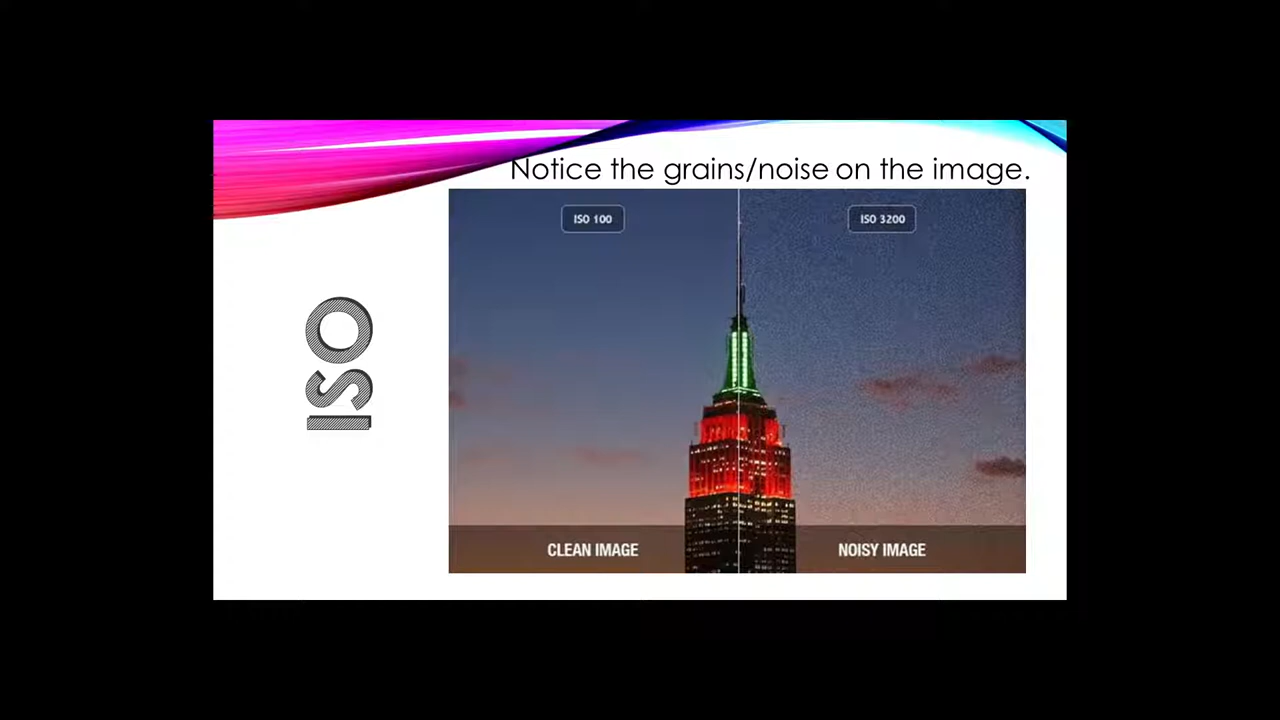 Notice the grains/noise on the image.
ISO
ISO 100
ISO 3200
CLEAN IMAGE
NOISY IMAGE